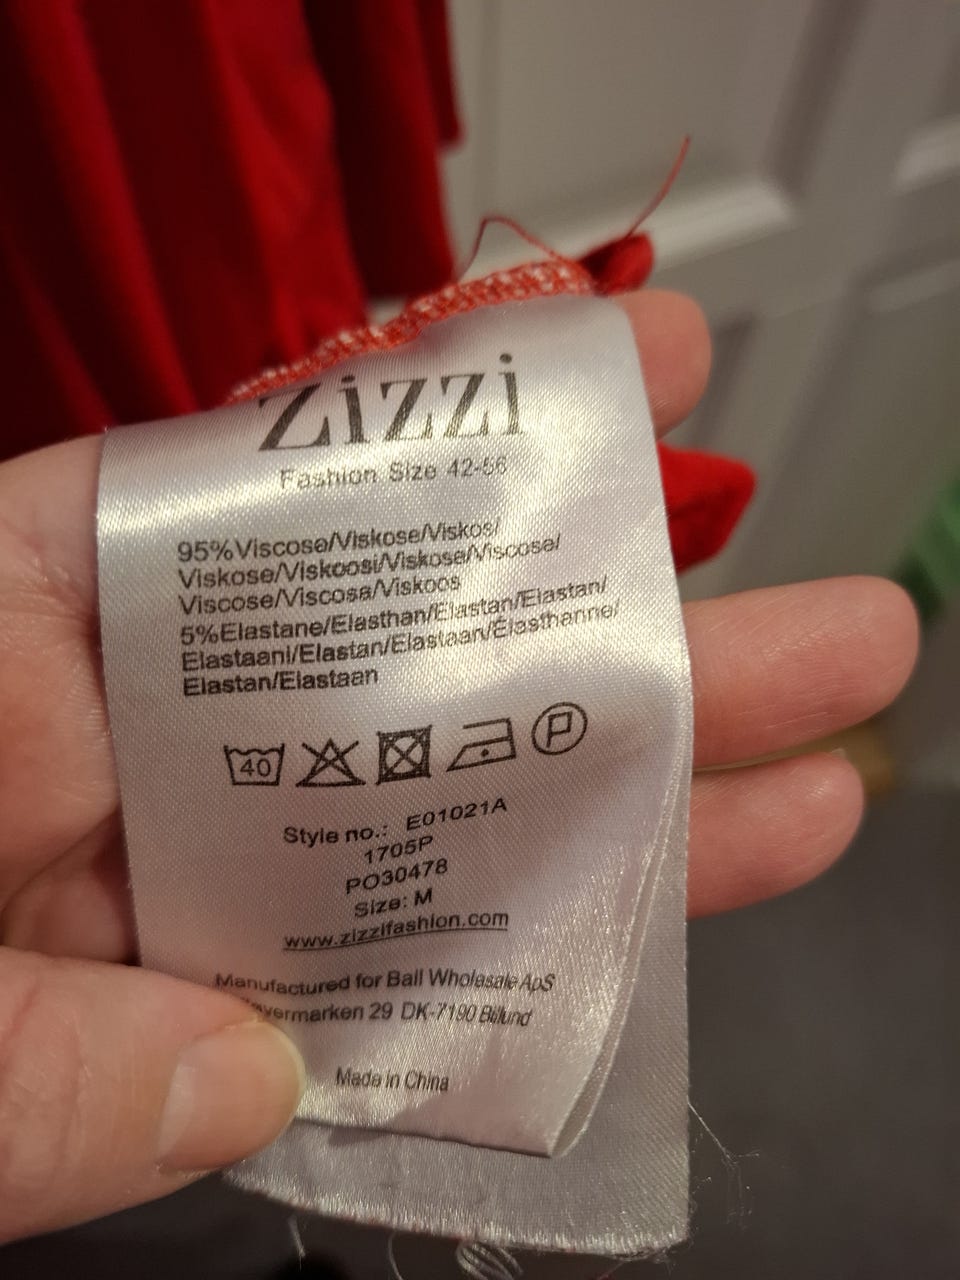 Zizzi
Fashion Size 42-56
95%Viscose/Viskose/Viskos/
Viskose/Viskoosi/Viskose/Viscose/
Viscose/Viscosa/Viskoos
5%Elastane/Elasthan/Elastan/Elastan/
Elastaani/Elastan/Elastaan/Élasthanne/
Elastan/Elastaan
40 P
Style no.: E01021A
1705P
PO30478
Size: M
www.zizzifashion.com
Manufactured for Ball Wholesale ApS
29 DK-7190 Billund
Made in China